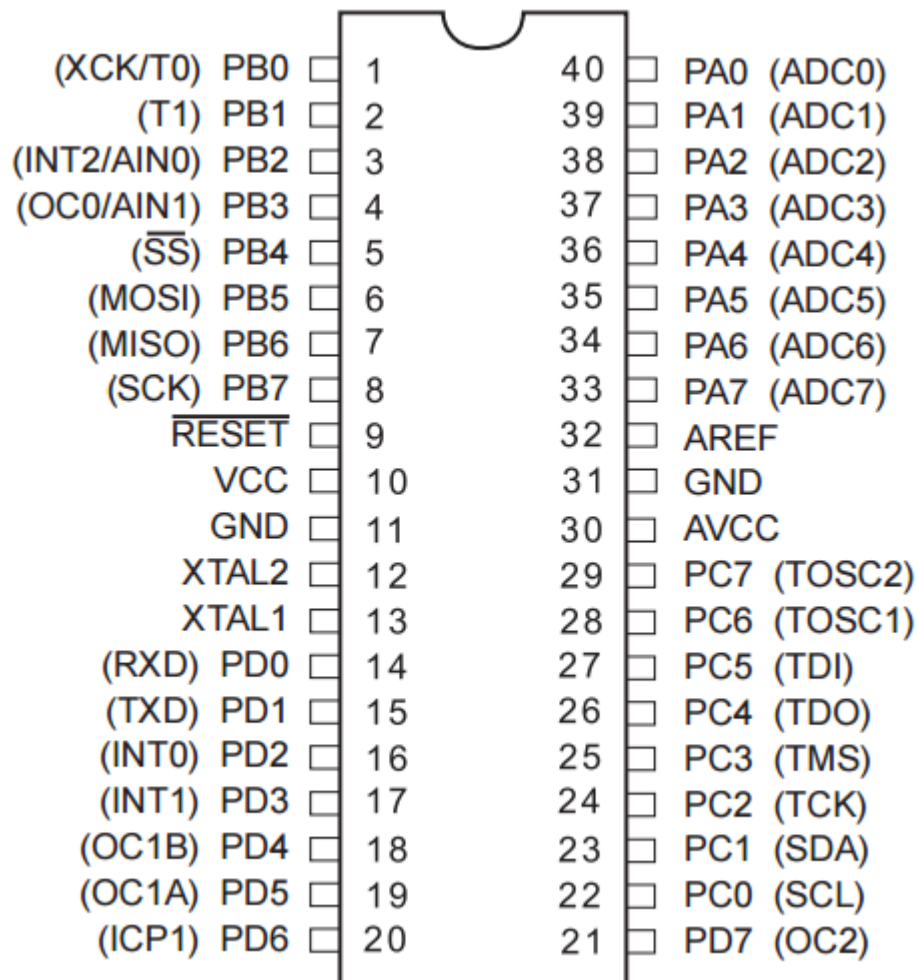 (XCK/T0) PB0 1 40 PA0 (ADC0)
(T1) PB1 2 39 PA1 (ADC1)
(INT2/AIN0) PB2 3 38 PA2 (ADC2)
(OC0/AIN1) PB3 4 37 PA3 (ADC3)
(S̅S̅) PB4 5 36 PA4 (ADC4)
(MOSI) PB5 6 35 PA5 (ADC5)
(MISO) PB6 7 34 PA6 (ADC6)
(SCK) PB7 8 33 PA7 (ADC7)
R̅E̅S̅E̅T̅ 9 32 AREF
VCC 10 31 GND
GND 11 30 AVCC
XTAL2 12 29 PC7 (TOSC2)
XTAL1 13 28 PC6 (TOSC1)
(RXD) PD0 14 27 PC5 (TDI)
(TXD) PD1 15 26 PC4 (TDO)
(INT0) PD2 16 25 PC3 (TMS)
(INT1) PD3 17 24 PC2 (TCK)
(OC1B) PD4 18 23 PC1 (SDA)
(OC1A) PD5 19 22 PC0 (SCL)
(ICP1) PD6 20 21 PD7 (OC2)